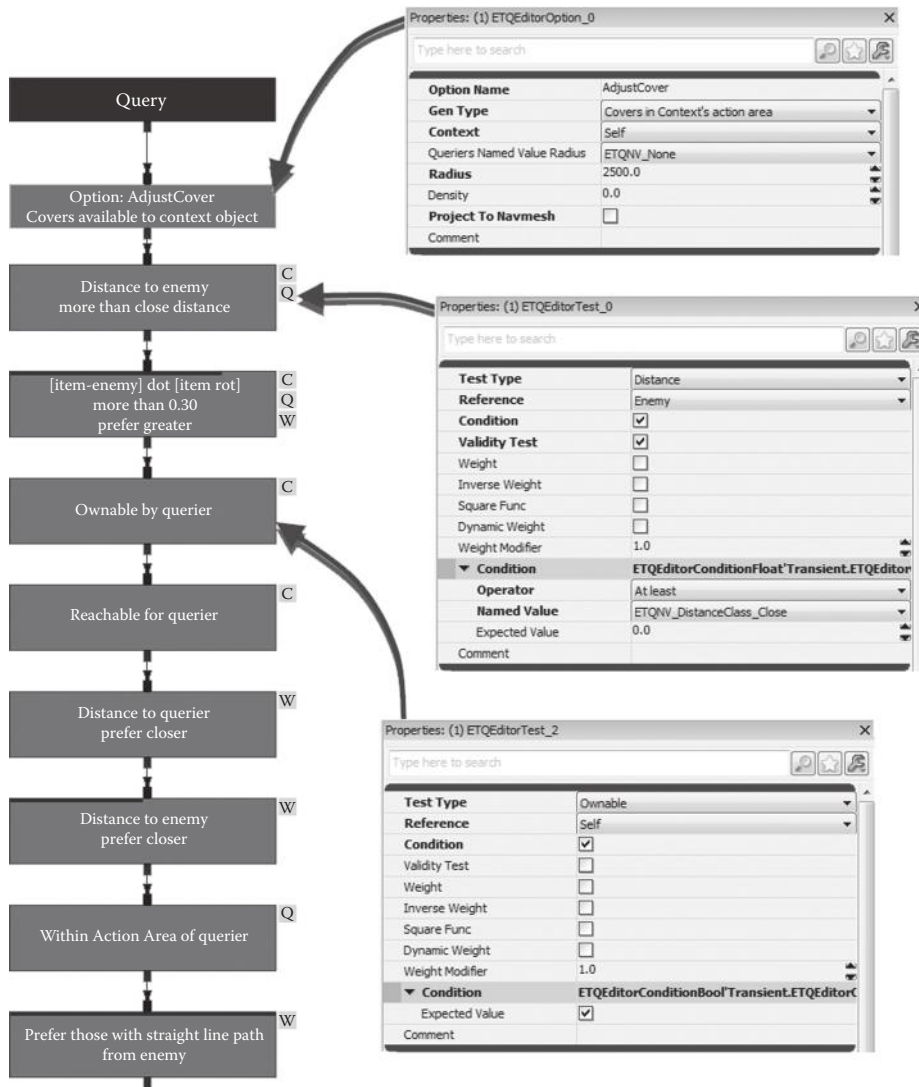 Query
Option: AdjustCover
Covers available to context object
Distance to enemy
more than close distance
C
Q
[item-enemy] dot [item rot]
more than 0.30
prefer greater
C
Q
W
Ownable by querier
C
Reachable for querier
C
Distance to querier
prefer closer
W
Distance to enemy
prefer closer
W
Within Action Area of querier
Q
Prefer those with straight line path
from enemy
W
Properties: (1) ETQEditorOption_0
Type here to search
Option Name AdjustCover
Gen Type Covers in Context's action area
Context Self
Queriers Named Value Radius ETQNV_None
Radius 2500.0
Density 0.0
Project To Navmesh
Comment
Properties: (1) ETQEditorTest_0
Type here to search
Test Type Distance
Reference Enemy
Condition
Validity Test
Weight
Inverse Weight
Square Func
Dynamic Weight
Weight Modifier 1.0
Condition ETQEditorConditionFloat'Transient.ETQEditor
Operator At least
Named Value ETQNV_DistanceClass_Close
Expected Value 0.0
Comment
Properties: (1) ETQEditorTest_2
Type here to search
Test Type Ownable
Reference Self
Condition
Validity Test
Weight
Inverse Weight
Square Func
Dynamic Weight
Weight Modifier 1.0
Condition ETQEditorConditionBool'Transient.ETQEditorC
Expected Value
Comment